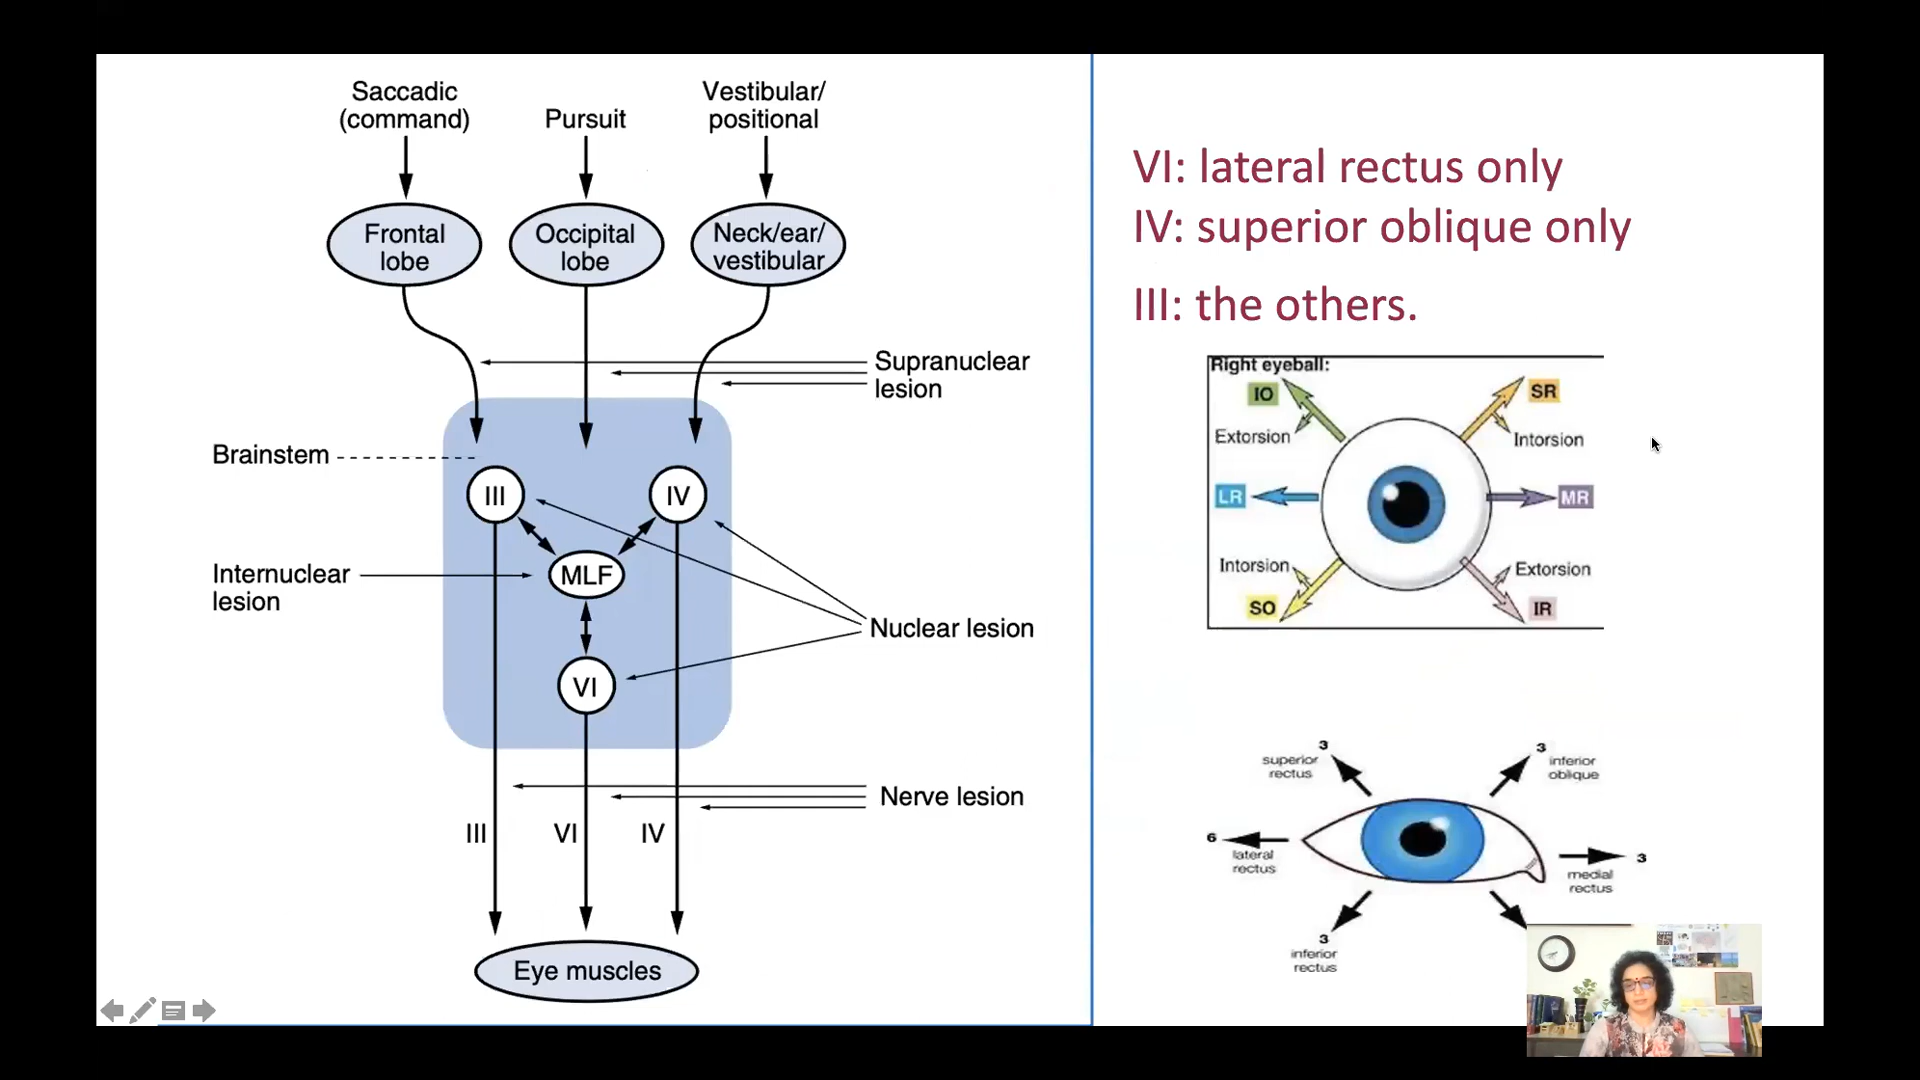 Saccadic
(command)
Pursuit
Vestibular/
positional
Frontal
lobe
Occipital
lobe
Neck/ear/
vestibular
Supranuclear
lesion
Brainstem
III
IV
Internuclear
lesion
MLF
Nuclear lesion
VI
Nerve lesion
III
VI
IV
Eye muscles
VI: lateral rectus only
IV: superior oblique only
III: the others.
Right eyeball:
IO
SR
Extorsion
Intorsion
LR
MR
Intorsion
Extorsion
SO
IR
3
superior
rectus
3
inferior
oblique
6
lateral
rectus
3
medial
rectus
3
inferior
rectus